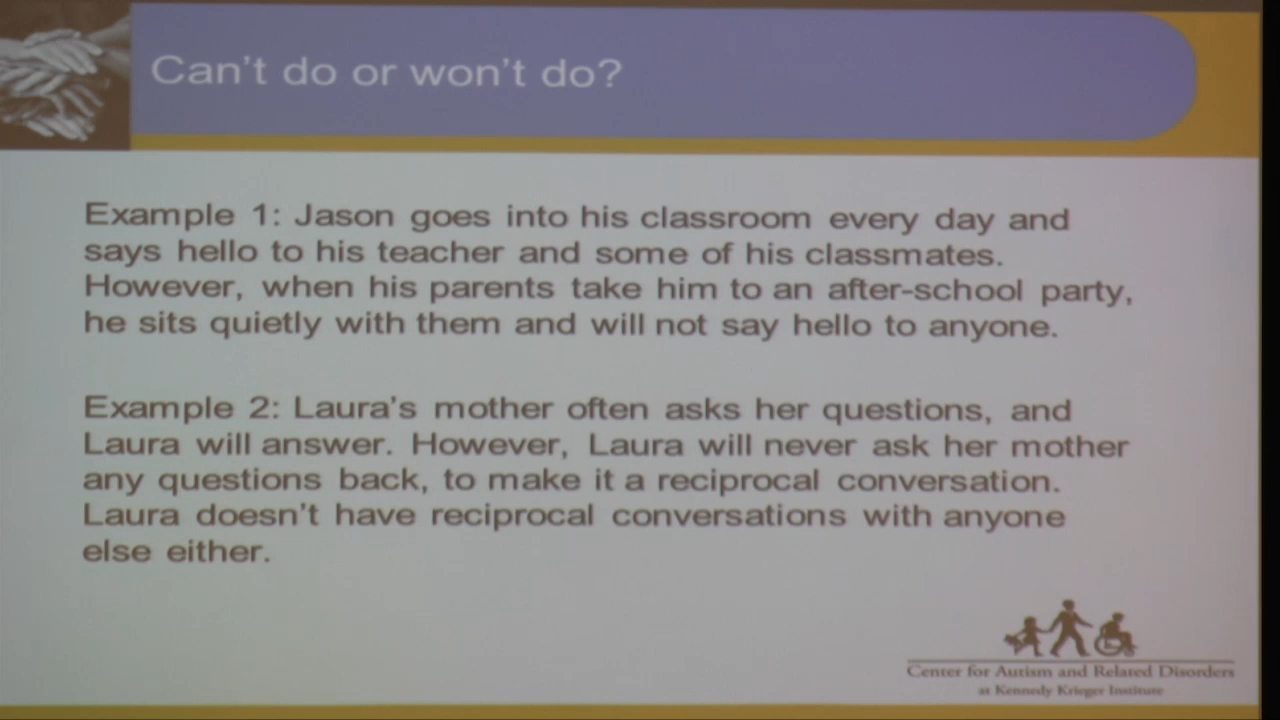 Can't do or won't do?
Example 1: Jason goes into his classroom every day and
says hello to his teacher and some of his classmates.
However, when his parents take him to an after-school party,
he sits quietly with them and will not say hello to anyone.
Example 2: Laura's mother often asks her questions, and
Laura will answer. However, Laura will never ask her mother
any questions back, to make it a reciprocal conversation.
Laura doesn't have reciprocal conversations with anyone
else either.
Center for Autism and Related Disorders
at Kennedy Krieger Institute